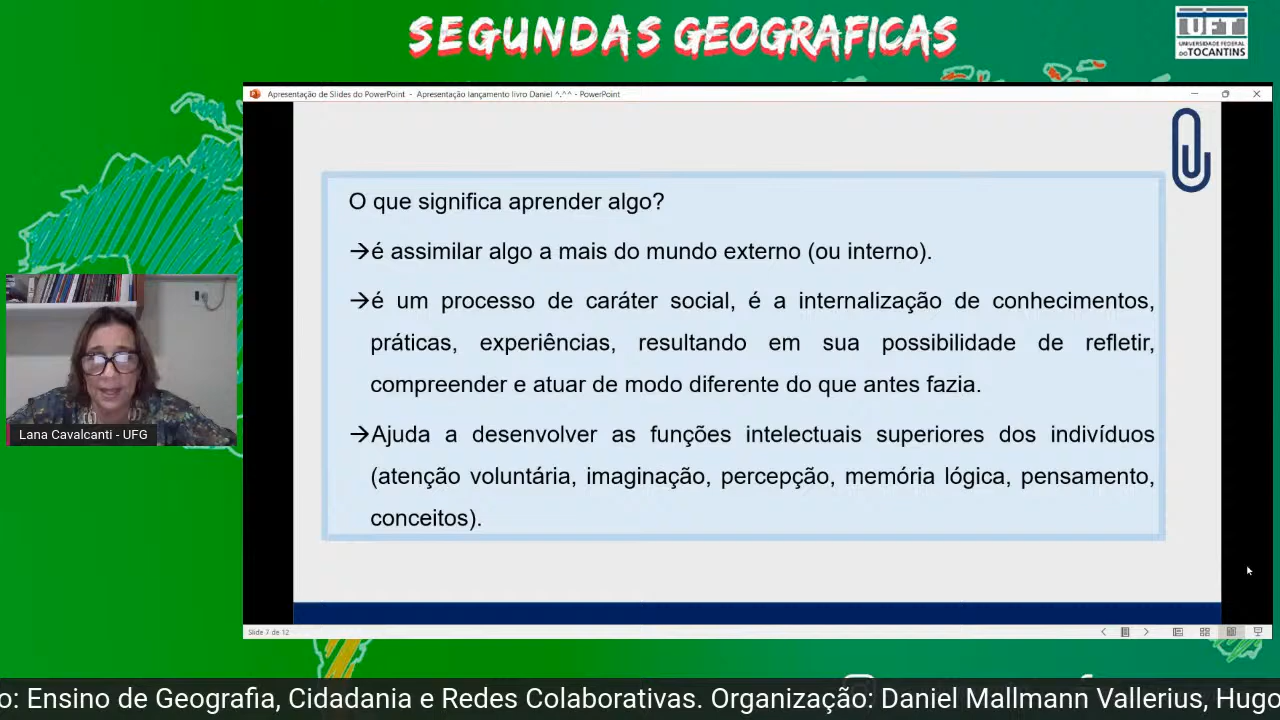 SEGUNDAS GEOGRAFICAS
UFT
UNIVERSIDADE FEDERAL
DO TOCANTINS
Apresentação de Slides do PowerPoint - Apresentação lançamento livro Daniel ^.^^ - PowerPoint
O que significa aprender algo?
→é assimilar algo a mais do mundo externo (ou interno).
→é um processo de caráter social, é a internalização de conhecimentos,
práticas, experiências, resultando em sua possibilidade de refletir,
compreender e atuar de modo diferente do que antes fazia.
→Ajuda a desenvolver as funções intelectuais superiores dos indivíduos
(atenção voluntária, imaginação, percepção, memória lógica, pensamento,
conceitos).
Lana Cavalcanti - UFG
Slide 7 de 12
o: Ensino de Geografia, Cidadania e Redes Colaborativas. Organização: Daniel Mallmann Vallerius, Hugo